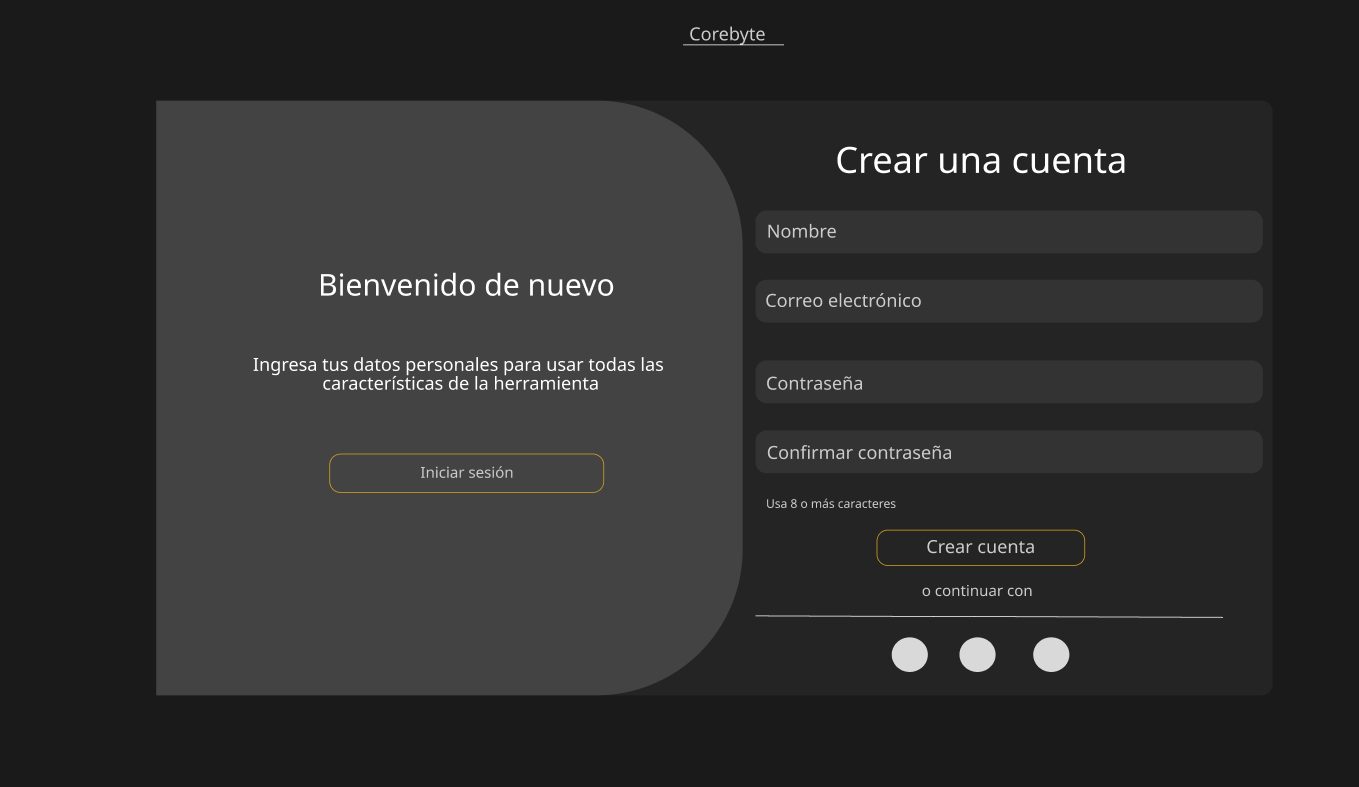 Corebyte
Bienvenido de nuevo
Ingresa tus datos personales para usar todas las
características de la herramienta
Iniciar sesión
Crear una cuenta
Nombre
Correo electrónico
Contraseña
Confirmar contraseña
Usa 8 o más caracteres
Crear cuenta
o continuar con